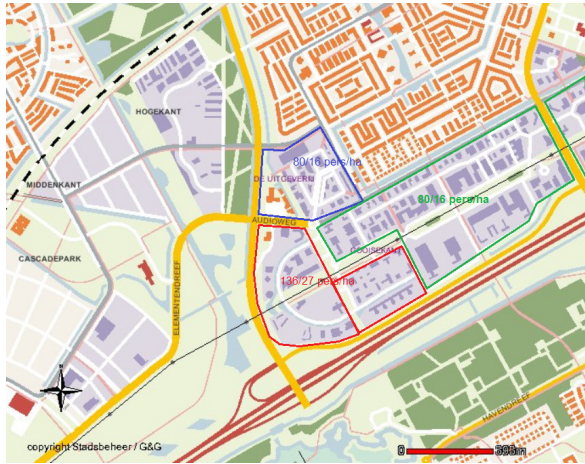 HOGEKANT
80/16 pers/ha
DE UITGEVERIJ
MIDDENKANT
80/16 pers/ha
AUDIOWEG
CASCADEPARK
GOOISEKANT
136/27 pers/ha
ELEMENTENDREEF
HAVENDREEF
copyright Stadsbeheer / G&G
0